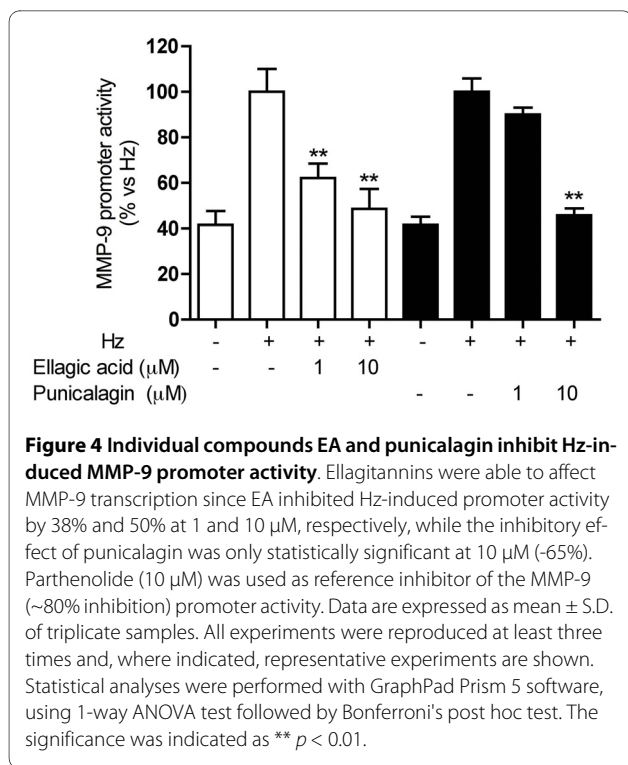 120
100
80
60
40
20
0
MMP-9 promoter activity
(% vs Hz)
** ** **
Hz - + + + - + + +
Ellagic acid (μM) - - 1 10
Punicalagin (μM) - - 1 10
Figure 4 Individual compounds EA and punicalagin inhibit Hz-in-
duced MMP-9 promoter activity. Ellagitannins were able to affect
MMP-9 transcription since EA inhibited Hz-induced promoter activity
by 38% and 50% at 1 and 10 μM, respectively, while the inhibitory ef-
fect of punicalagin was only statistically significant at 10 μM (-65%).
Parthenolide (10 μM) was used as reference inhibitor of the MMP-9
(~80% inhibition) promoter activity. Data are expressed as mean ± S.D.
of triplicate samples. All experiments were reproduced at least three
times and, where indicated, representative experiments are shown.
Statistical analyses were performed with GraphPad Prism 5 software,
using 1-way ANOVA test followed by Bonferroni's post hoc test. The
significance was indicated as ** p < 0.01.